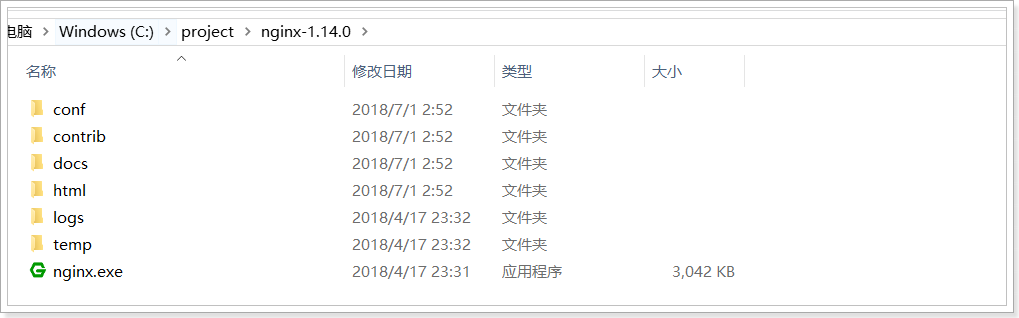 电脑 > Windows (C:) > project > nginx-1.14.0 >
名称 修改日期 类型 大小
conf 2018/7/1 2:52 文件夹
contrib 2018/7/1 2:52 文件夹
docs 2018/7/1 2:52 文件夹
html 2018/7/1 2:52 文件夹
logs 2018/4/17 23:32 文件夹
temp 2018/4/17 23:32 文件夹
nginx.exe 2018/4/17 23:31 应用程序 3,042 KB